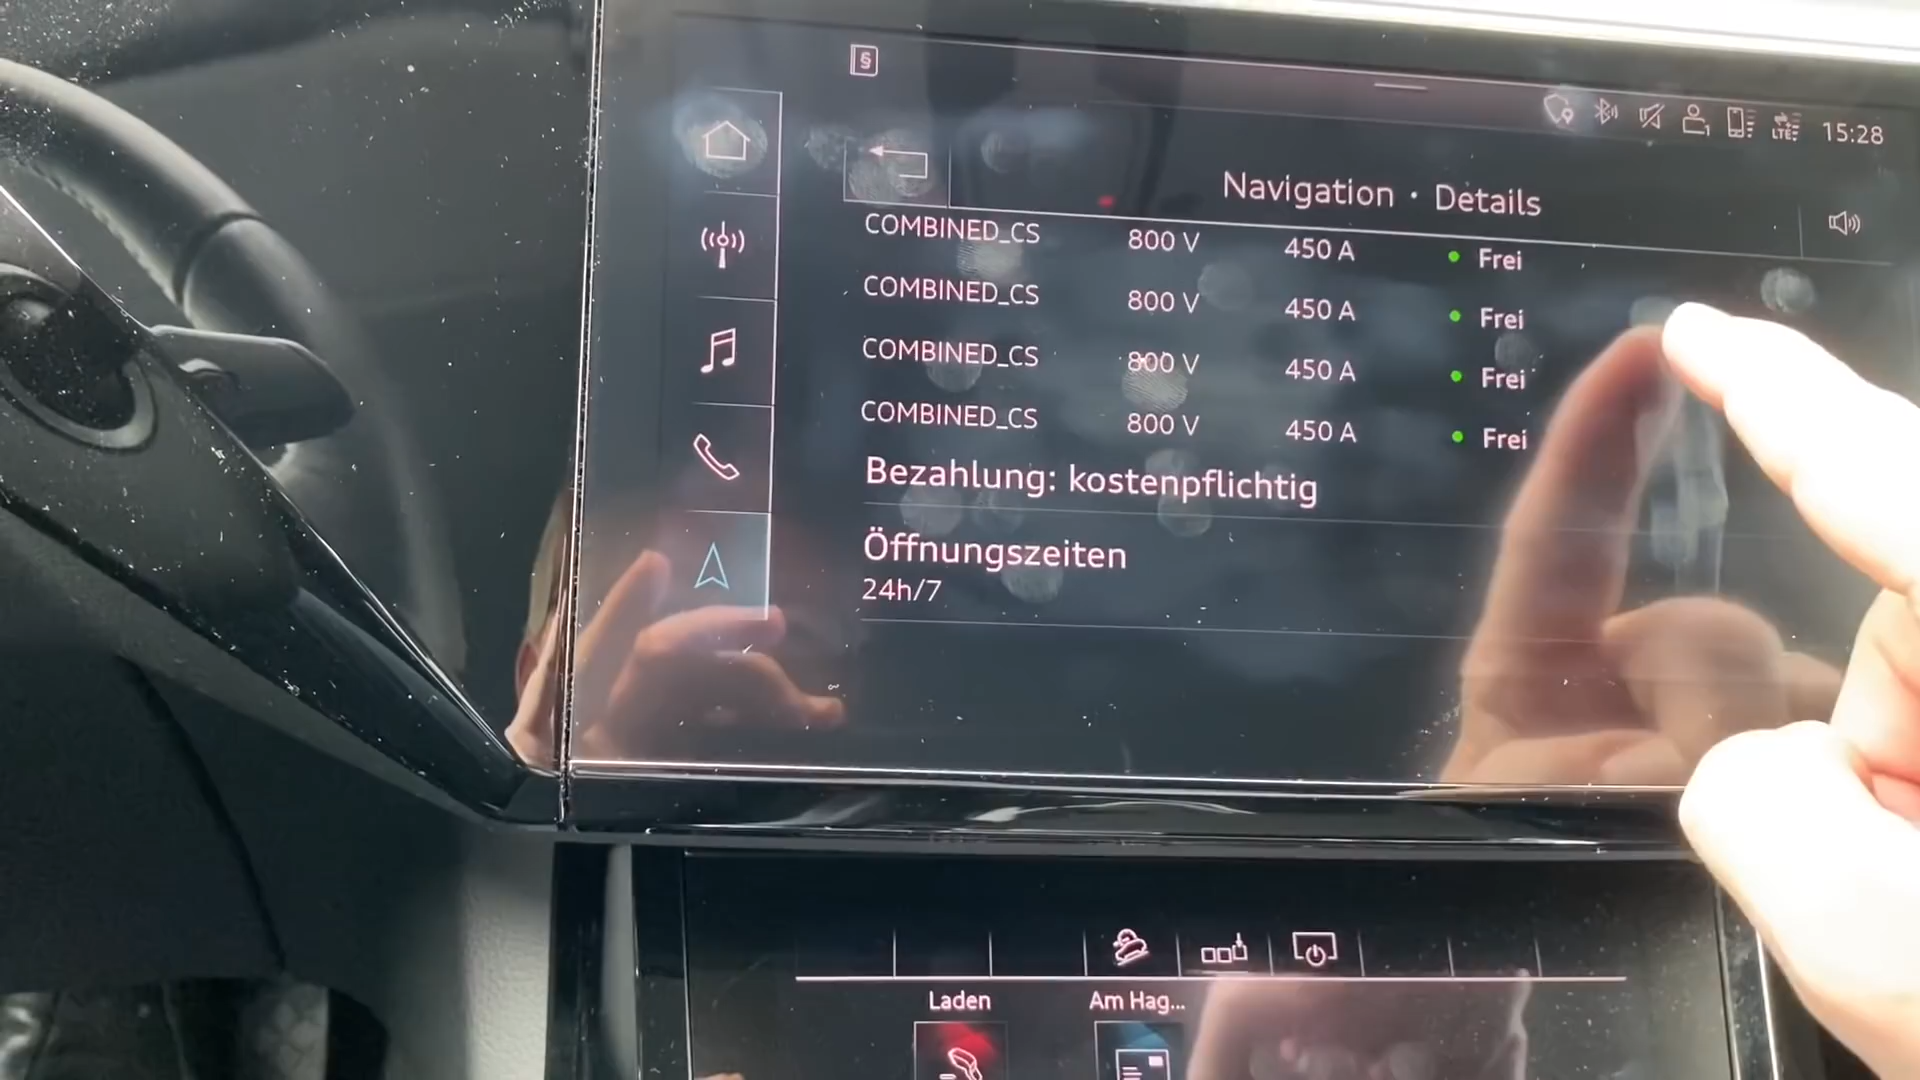 §
LTE 15:28
Navigation · Details
COMBINED_CS 800 V 450 A Frei
COMBINED_CS 800 V 450 A Frei
COMBINED_CS 800 V 450 A Frei
COMBINED_CS 800 V 450 A Frei
Bezahlung: kostenpflichtig
Öffnungszeiten
24h/7
Laden Am Hag...